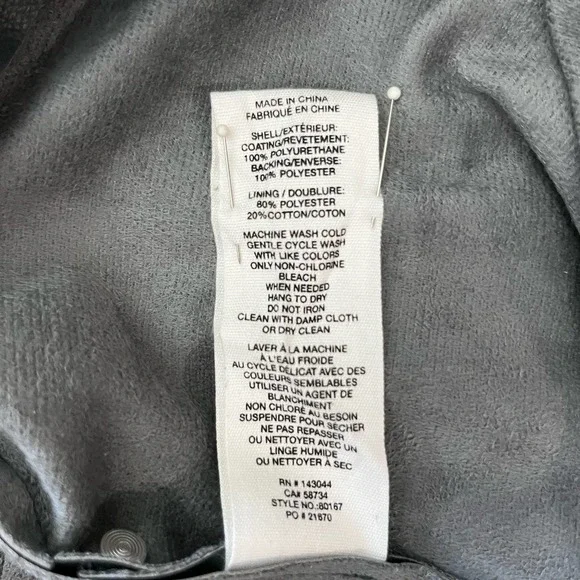 MADE IN CHINA
FABRIQUÉ EN CHINE
SHELL/EXTÉRIEUR:
COATING/REVETEMENT:
100% POLYURETHANE
BACKING/ENVERSE:
100% POLYESTER
LINING / DOUBLURE:
80% POLYESTER
20%COTTON/COTON
MACHINE WASH COLD
GENTLE CYCLE WASH
WITH LIKE COLORS
ONLY NON-CHLORINE
BLEACH
WHEN NEEDED
HANG TO DRY
DO NOT IRON
CLEAN WITH DAMP CLOTH
OR DRY CLEAN
LAVER À LA MACHINE
À L'EAU FROIDE
AU CYCLE DÉLICAT AVEC DES
COULEURS SEMBLABLES
UTILISER UN AGENT DE
BLANCHIMENT
NON CHLORÉ AU BESOIN
SUSPENDRE POUR SÉCHER
NE PAS REPASSER
OU NETTOYER AVEC UN
LINGE HUMIDE
OU NETTOYER À SEC
RN # 143044
CA# 58734
STYLE NO.:80167
PO # 21670